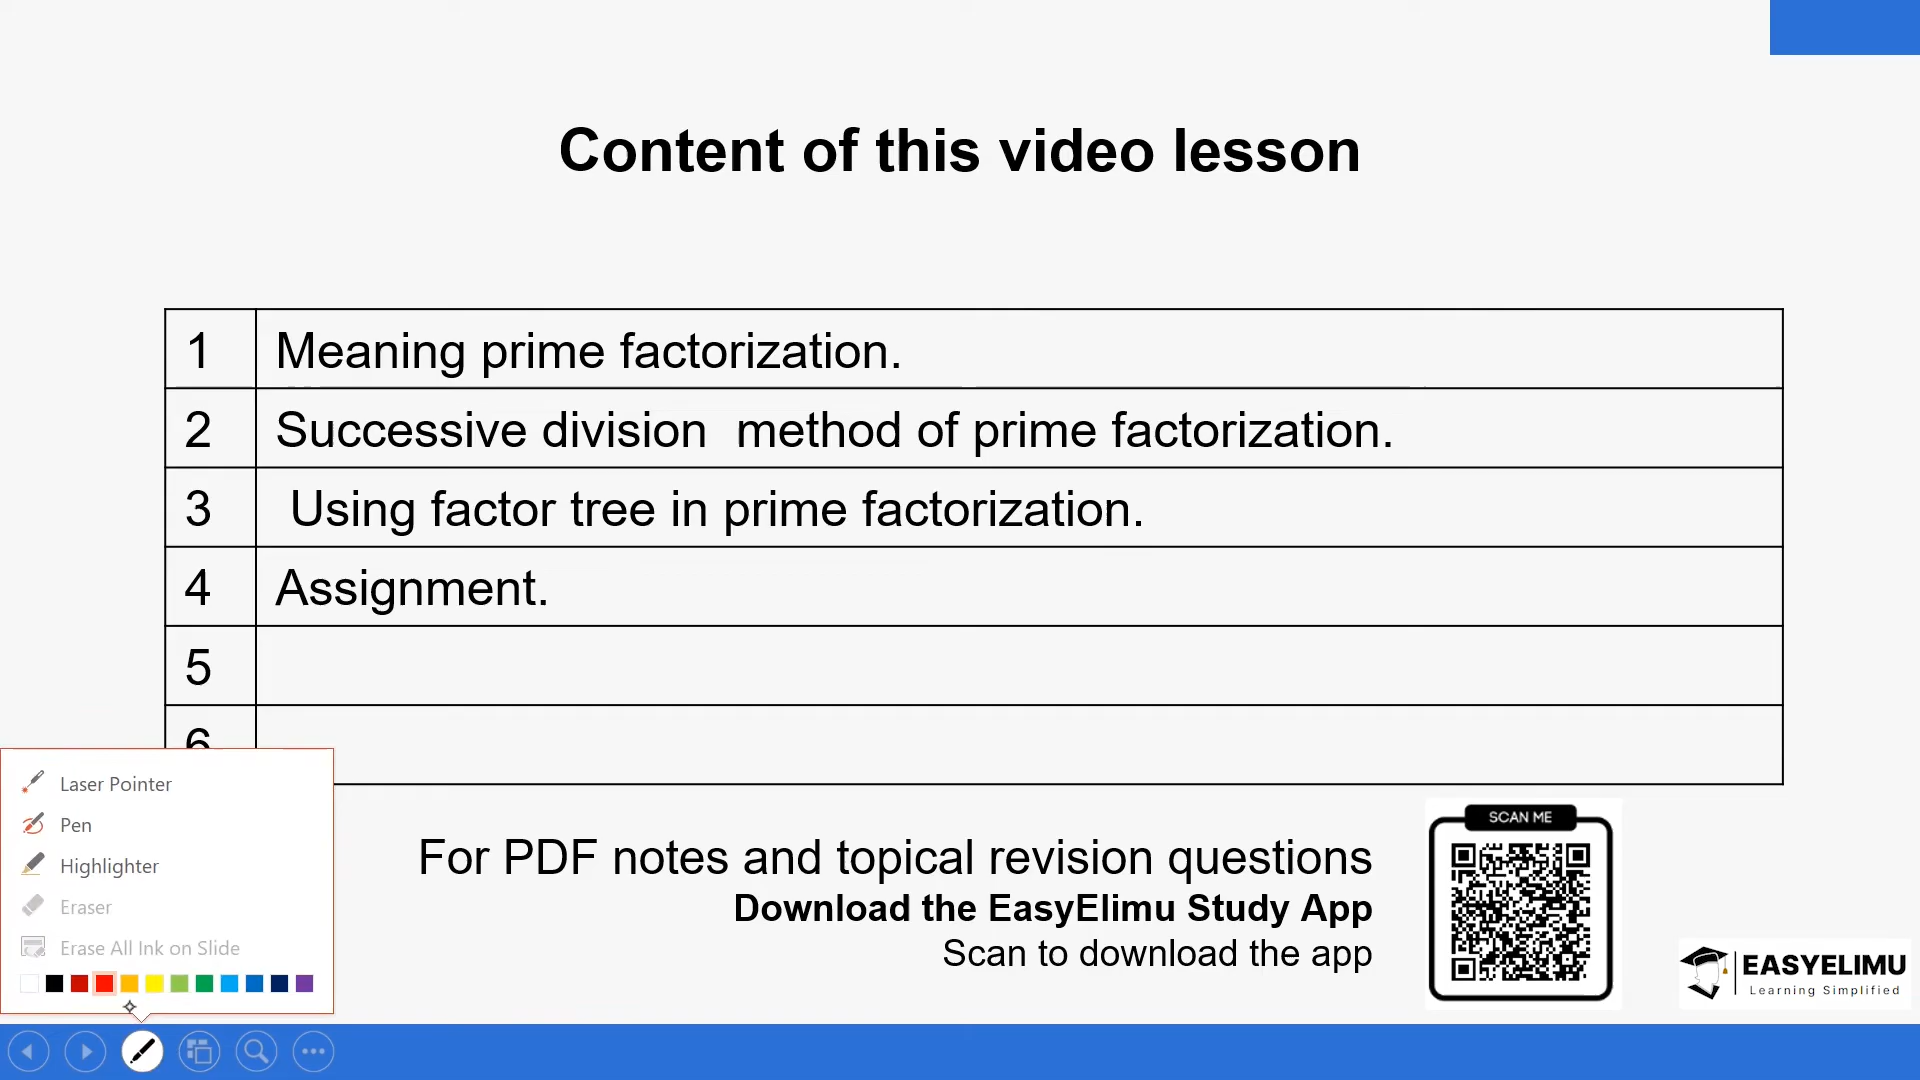 Content of this video lesson
1 Meaning prime factorization.
2 Successive division method of prime factorization.
3 Using factor tree in prime factorization.
4 Assignment.
5
6
Laser Pointer
Pen
Highlighter
Eraser
Erase All Ink on Slide
For PDF notes and topical revision questions
Download the EasyElimu Study App
Scan to download the app
SCAN ME
EASYELIMU
Learning Simplified